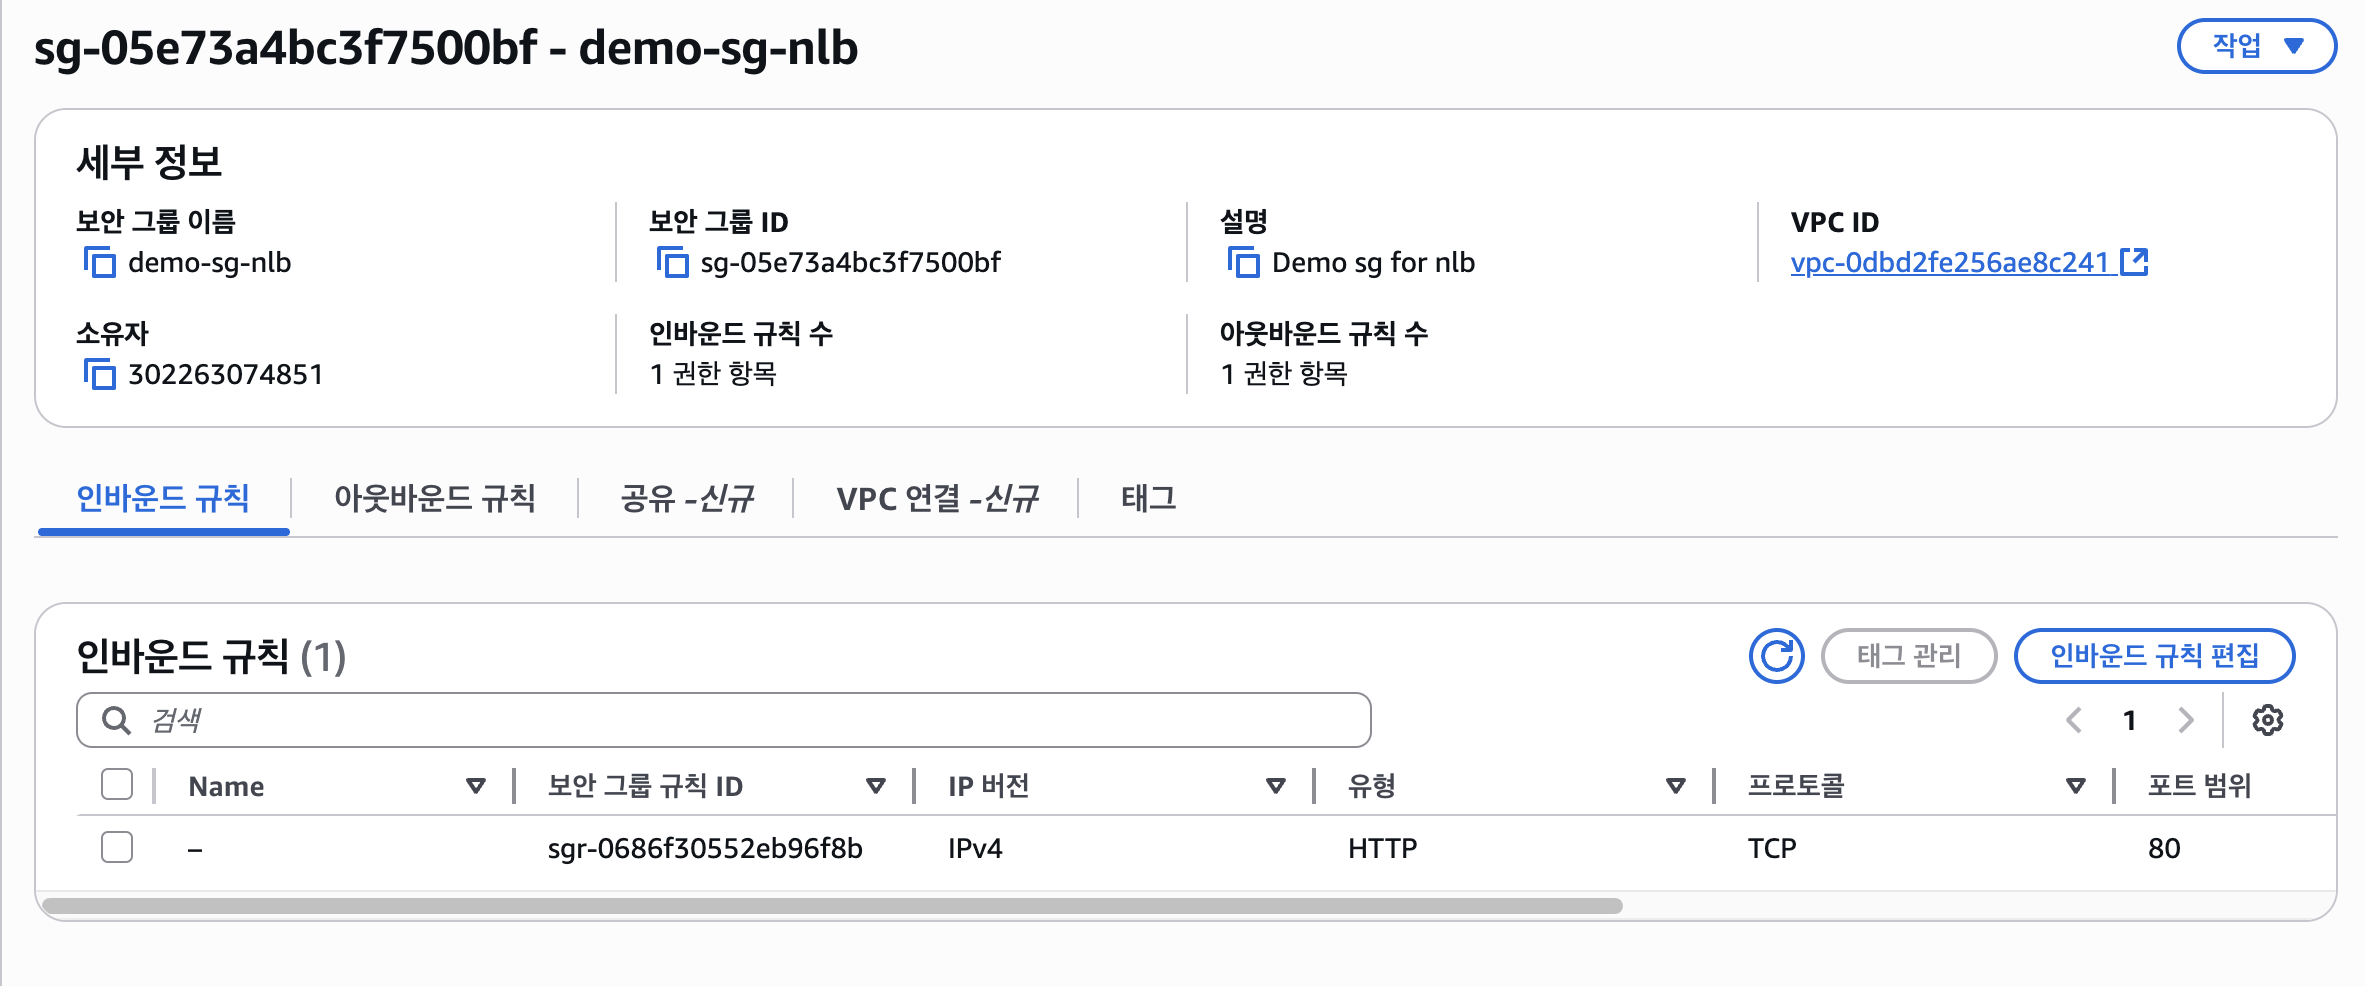 sg-05e73a4bc3f7500bf - demo-sg-nlb
작업
세부 정보
보안 그룹 이름
demo-sg-nlb
보안 그룹 ID
sg-05e73a4bc3f7500bf
설명
Demo sg for nlb
VPC ID
vpc-0dbd2fe256ae8c241
소유자
302263074851
인바운드 규칙 수
1 권한 항목
아웃바운드 규칙 수
1 권한 항목
인바운드 규칙 아웃바운드 규칙 공유 -신규 VPC 연결 -신규 태그
인바운드 규칙 (1)
태그 관리 인바운드 규칙 편집
검색
1
Name 보안 그룹 규칙 ID IP 버전 유형 프로토콜 포트 범위
– sgr-0686f30552eb96f8b IPv4 HTTP TCP 80